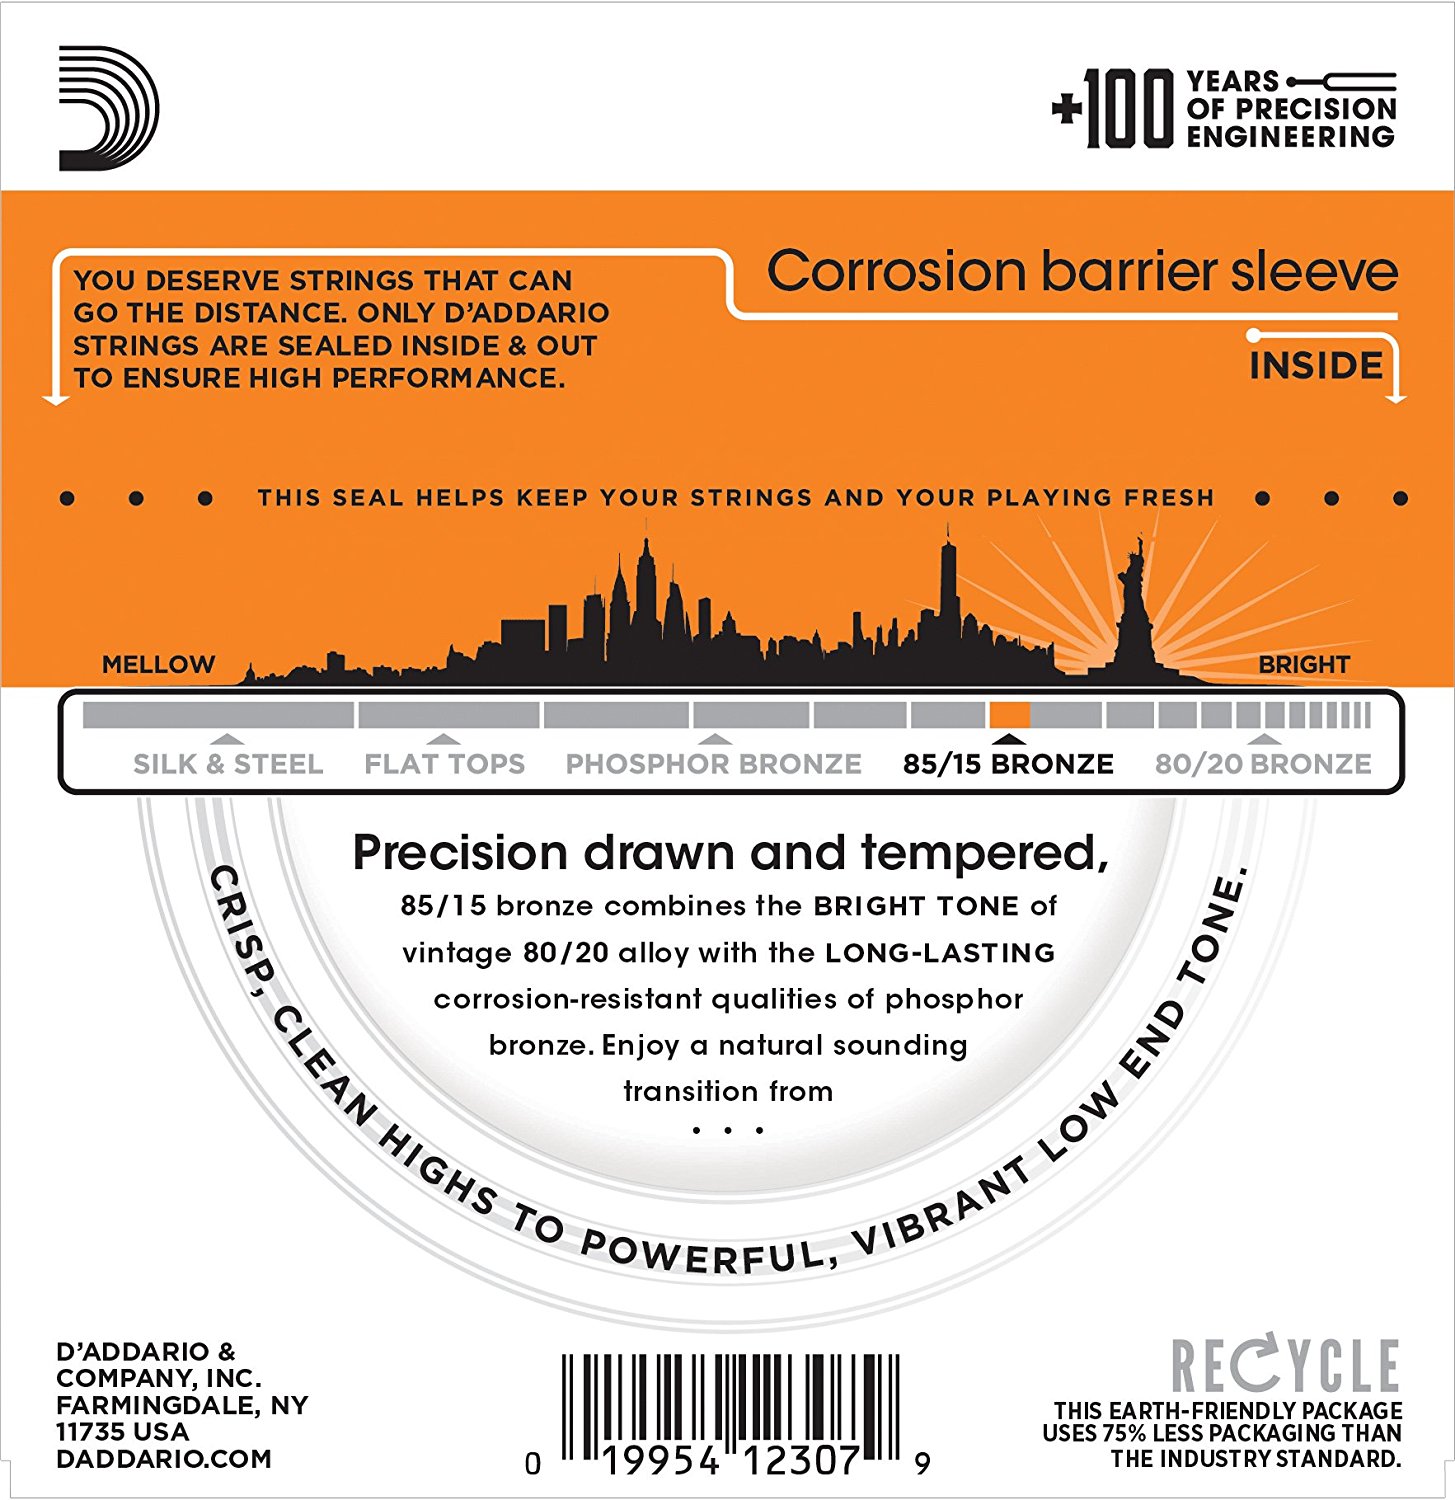 +100 YEARS
OF PRECISION
ENGINEERING
YOU DESERVE STRINGS THAT CAN
GO THE DISTANCE. ONLY D'ADDARIO
STRINGS ARE SEALED INSIDE & OUT
TO ENSURE HIGH PERFORMANCE.
Corrosion barrier sleeve
INSIDE
• • • THIS SEAL HELPS KEEP YOUR STRINGS AND YOUR PLAYING FRESH • • •
MELLOW
BRIGHT
SILK & STEEL FLAT TOPS PHOSPHOR BRONZE 85/15 BRONZE 80/20 BRONZE
Precision drawn and tempered,
85/15 bronze combines the BRIGHT TONE of
vintage 80/20 alloy with the LONG-LASTING
corrosion-resistant qualities of phosphor
bronze. Enjoy a natural sounding
transition from
• • •
CRISP, CLEAN HIGHS TO POWERFUL, VIBRANT LOW END TONE.
D'ADDARIO &
COMPANY, INC.
FARMINGDALE, NY
11735 USA
DADDARIO.COM
0 19954 12307 9
RECYCLE
THIS EARTH-FRIENDLY PACKAGE
USES 75% LESS PACKAGING THAN
THE INDUSTRY STANDARD.